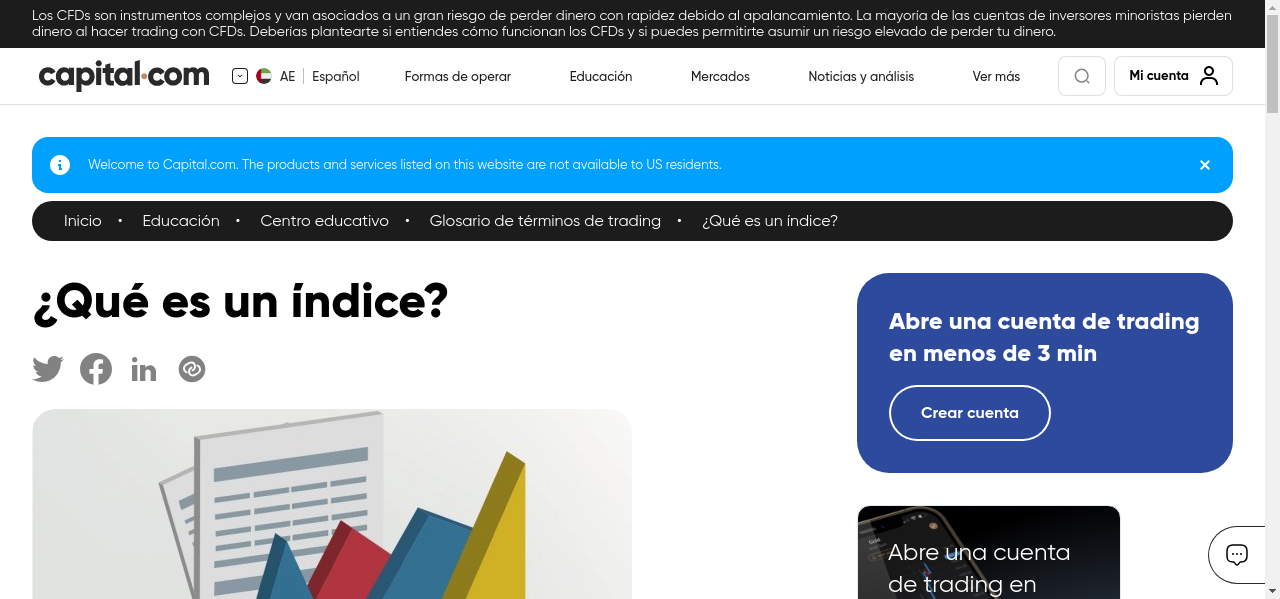 Los CFDs son instrumentos complejos y van asociados a un gran riesgo de perder dinero con rapidez debido al apalancamiento. La mayoría de las cuentas de inversores minoristas pierden
dinero al hacer trading con CFDs. Deberías plantearte si entiendes cómo funcionan los CFDs y si puedes permitirte asumir un riesgo elevado de perder tu dinero.
capital.com
AE | Español
Formas de operar
Educación
Mercados
Noticias y análisis
Ver más
Mi cuenta
Welcome to Capital.com. The products and services listed on this website are not available to US residents.
Inicio • Educación • Centro educativo • Glosario de términos de trading • ¿Qué es un índice?
¿Qué es un índice?
Abre una cuenta de trading
en menos de 3 min
Crear cuenta
Abre una cuenta
de trading en